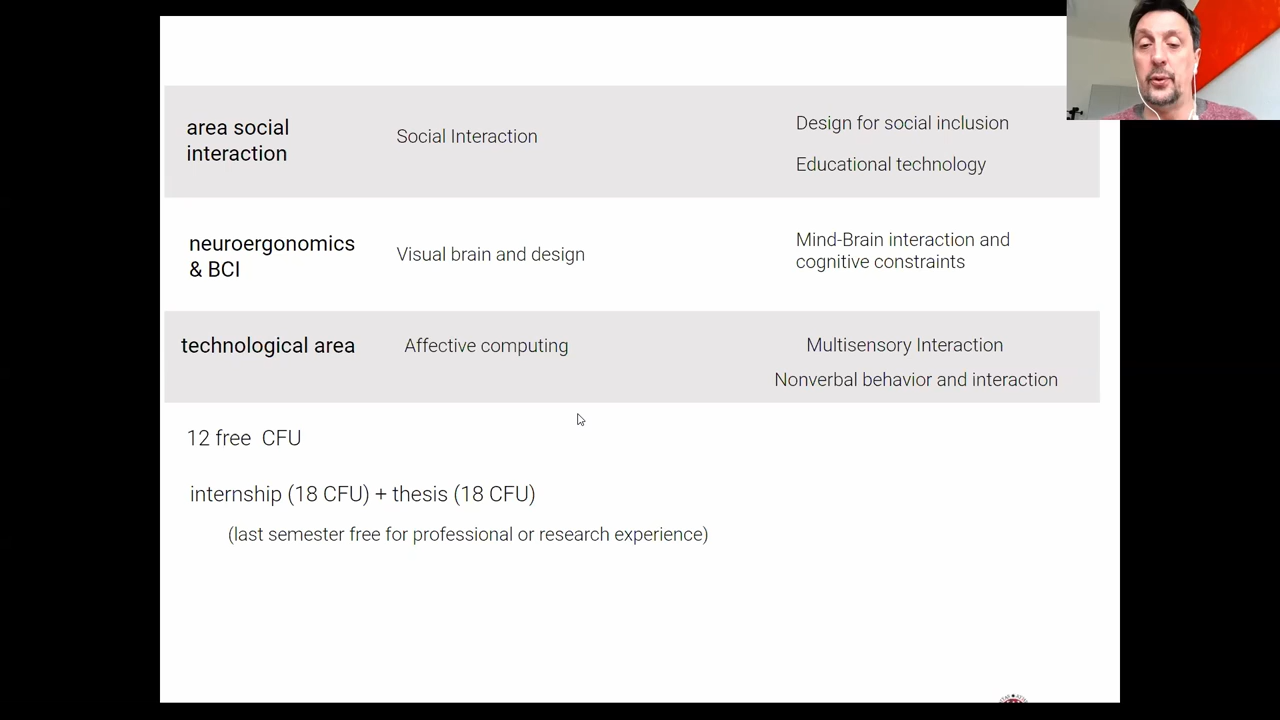 area social
interaction
Social Interaction
Design for social inclusion
Educational technology
neuroergonomics
& BCI
Visual brain and design
Mind-Brain interaction and
cognitive constraints
technological area
Affective computing
Multisensory Interaction
Nonverbal behavior and interaction
12 free CFU
internship (18 CFU) + thesis (18 CFU)
(last semester free for professional or research experience)